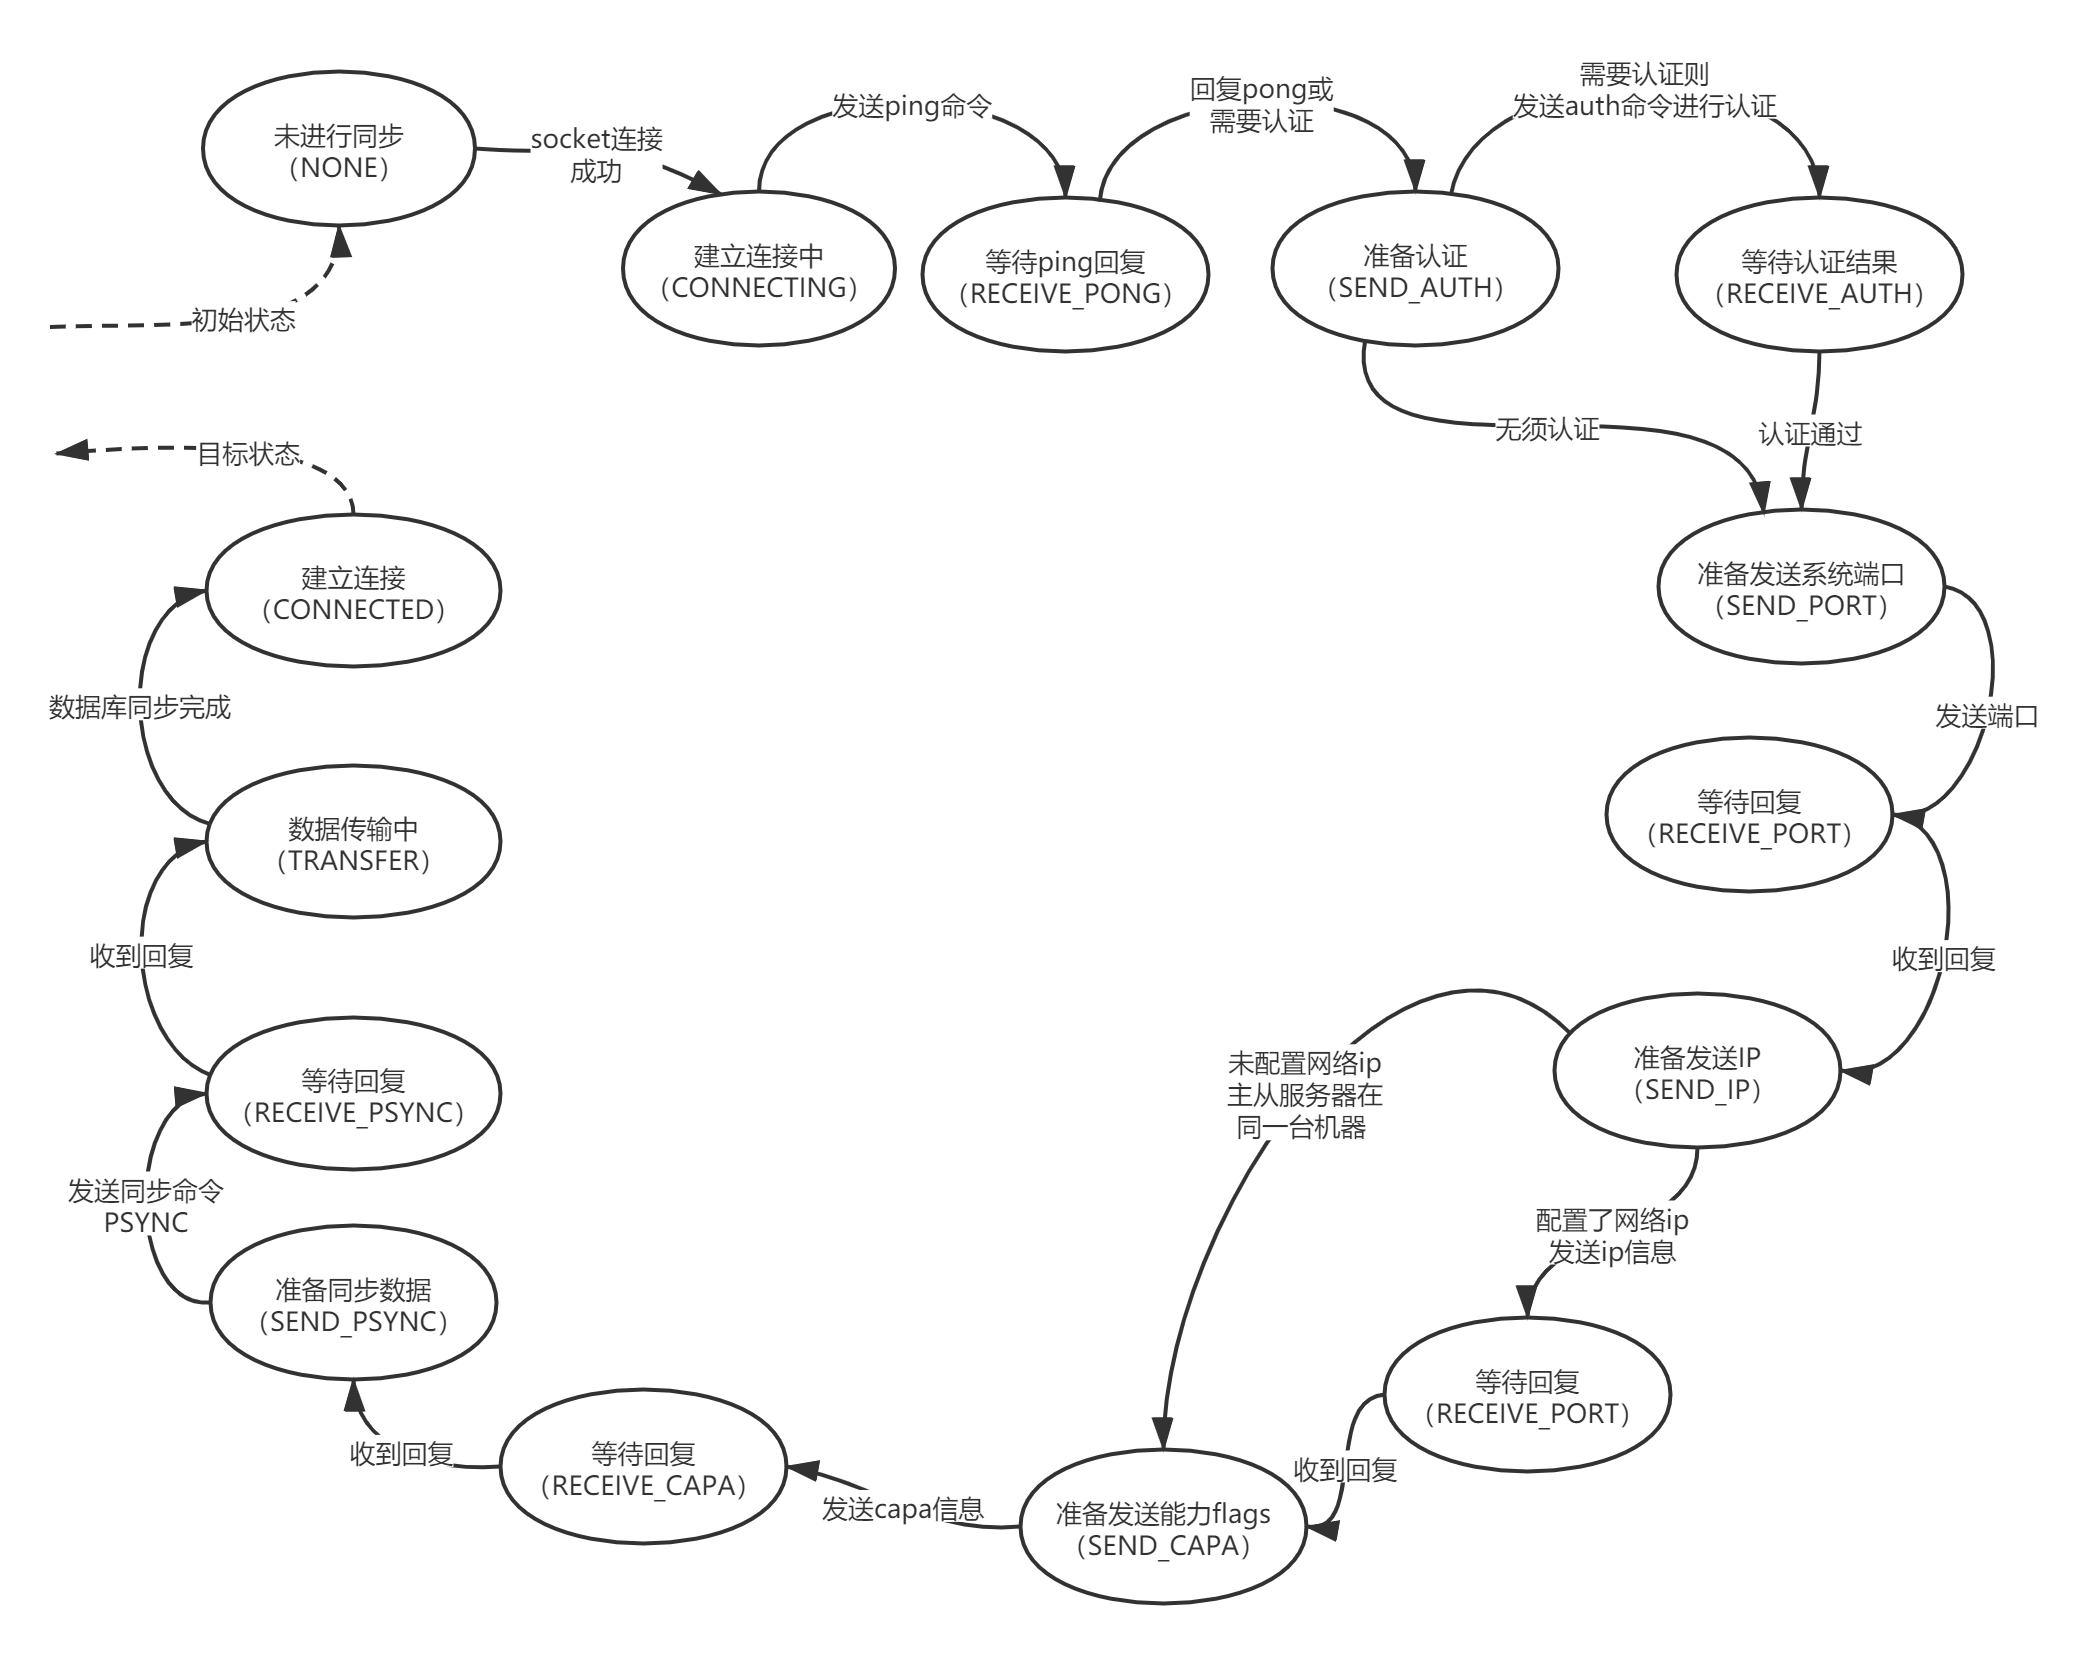 未进行同步
（NONE）
socket连接
成功
初始状态
建立连接中
（CONNECTING）
发送ping命令
等待ping回复
（RECEIVE_PONG）
回复pong或
需要认证
准备认证
（SEND_AUTH）
需要认证则
发送auth命令进行认证
等待认证结果
（RECEIVE_AUTH）
无须认证
认证通过
准备发送系统端口
（SEND_PORT）
发送端口
等待回复
（RECEIVE_PORT）
收到回复
准备发送IP
（SEND_IP）
未配置网络ip
主从服务器在
同一台机器
配置了网络ip
发送ip信息
等待回复
（RECEIVE_PORT）
收到回复
准备发送能力flags
（SEND_CAPA）
发送capa信息
等待回复
（RECEIVE_CAPA）
收到回复
准备同步数据
（SEND_PSYNC）
发送同步命令
PSYNC
等待回复
（RECEIVE_PSYNC）
收到回复
数据传输中
（TRANSFER）
数据库同步完成
建立连接
（CONNECTED）
目标状态